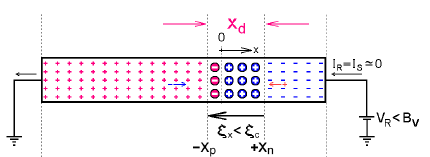 x_d
0
x
I_R=I_S≃0
V_R<B_V
ξ_x<ξ_c
-x_p
+x_n